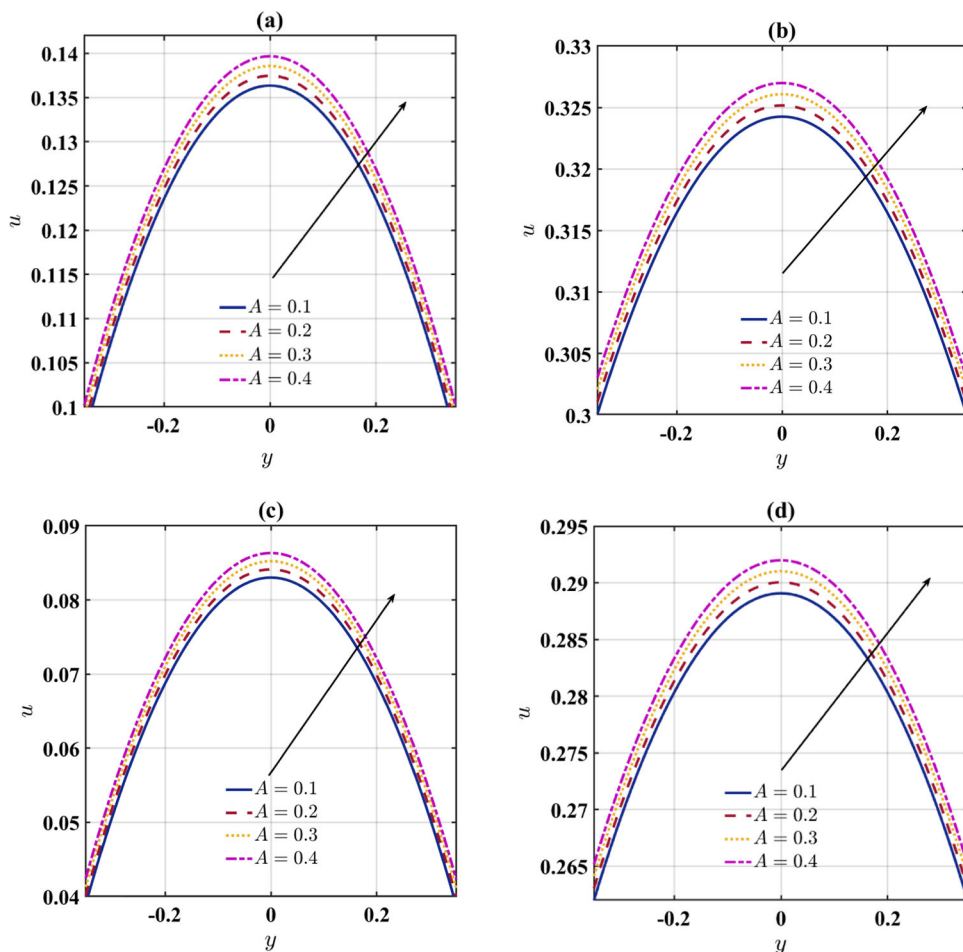 (a)
0.14
0.135
0.13
0.125
0.12
0.115
0.11
0.105
0.1
u
A = 0.1
A = 0.2
A = 0.3
A = 0.4
-0.2 0 0.2
y
(b)
0.33
0.325
0.32
0.315
0.31
0.305
0.3
u
A = 0.1
A = 0.2
A = 0.3
A = 0.4
-0.2 0 0.2
y
(c)
0.09
0.08
0.07
0.06
0.05
0.04
u
A = 0.1
A = 0.2
A = 0.3
A = 0.4
-0.2 0 0.2
y
(d)
0.295
0.29
0.285
0.28
0.275
0.27
0.265
u
A = 0.1
A = 0.2
A = 0.3
A = 0.4
-0.2 0 0.2
y